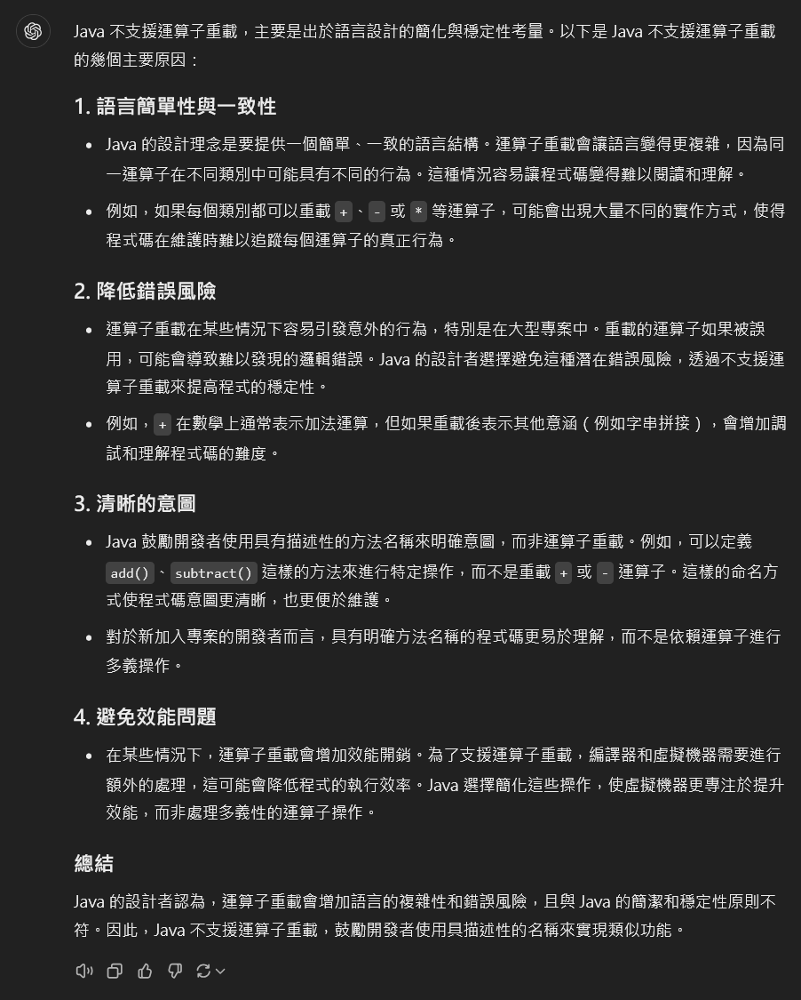 Java 不支援運算子重載，主要是出於語言設計的簡化與穩定性考量。以下是 Java 不支援運算子重載
的幾個主要原因：
1. 語言簡單性與一致性
• Java 的設計理念是要提供一個簡單、一致的語言結構。運算子重載會讓語言變得更複雜，因為同
一運算子在不同類別中可能具有不同的行為。這種情況容易讓程式碼變得難以閱讀和理解。
• 例如，如果每個類別都可以重載 + 、 - 或 * 等運算子，可能會出現大量不同的實作方式，使得
程式碼在維護時難以追蹤每個運算子的真正行為。
2. 降低錯誤風險
• 運算子重載在某些情況下容易引發意外的行為，特別是在大型專案中。重載的運算子如果被誤
用，可能會導致難以發現的邏輯錯誤。Java 的設計者選擇避免這種潛在錯誤風險，透過不支援運
算子重載來提高程式的穩定性。
• 例如， + 在數學上通常表示加法運算，但如果重載後表示其他意涵（例如字串拼接），會增加調
試和理解程式碼的難度。
3. 清晰的意圖
• Java 鼓勵開發者使用具有描述性的方法名稱來明確意圖，而非運算子重載。例如，可以定義
add() 、 subtract() 這樣的方法來進行特定操作，而不是重載 + 或 - 運算子。這樣的命名方
式使程式碼意圖更清晰，也更便於維護。
• 對於新加入專案的開發者而言，具有明確方法名稱的程式碼更易於理解，而不是依賴運算子進行
多義操作。
4. 避免效能問題
• 在某些情況下，運算子重載會增加效能開銷。為了支援運算子重載，編譯器和虛擬機器需要進行
額外的處理，這可能會降低程式的執行效率。Java 選擇簡化這些操作，使虛擬機器更專注於提升
效能，而非處理多義性的運算子操作。
總結
Java 的設計者認為，運算子重載會增加語言的複雜性和錯誤風險，且與 Java 的簡潔和穩定性原則不
符。因此，Java 不支援運算子重載，鼓勵開發者使用具描述性的名稱來實現類似功能。